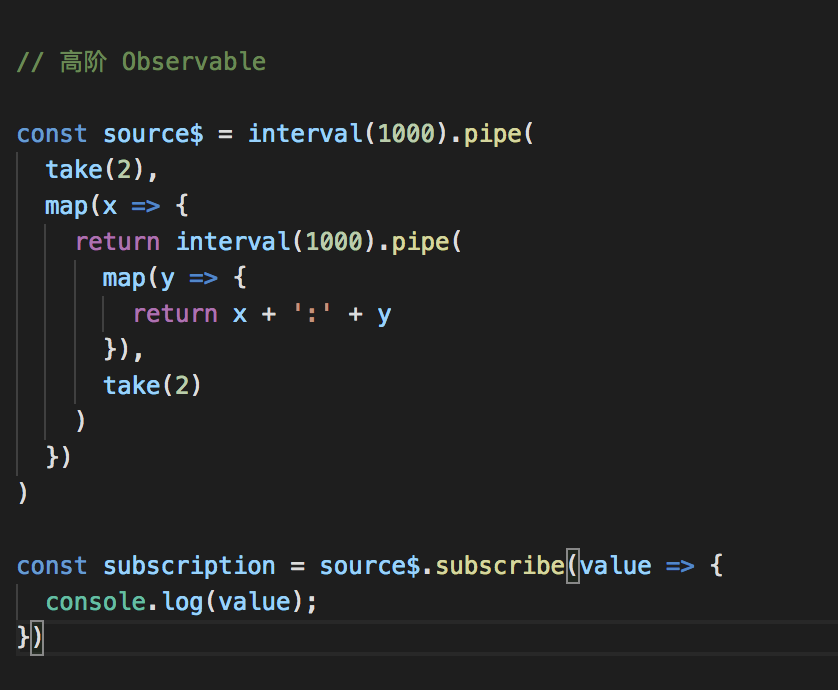 // 高阶 Observable
const source$ = interval(1000).pipe(
take(2),
map(x => {
return interval(1000).pipe(
map(y => {
return x + ':' + y
}),
take(2)
)
})
)
const subscription = source$.subscribe(value => {
console.log(value);
})